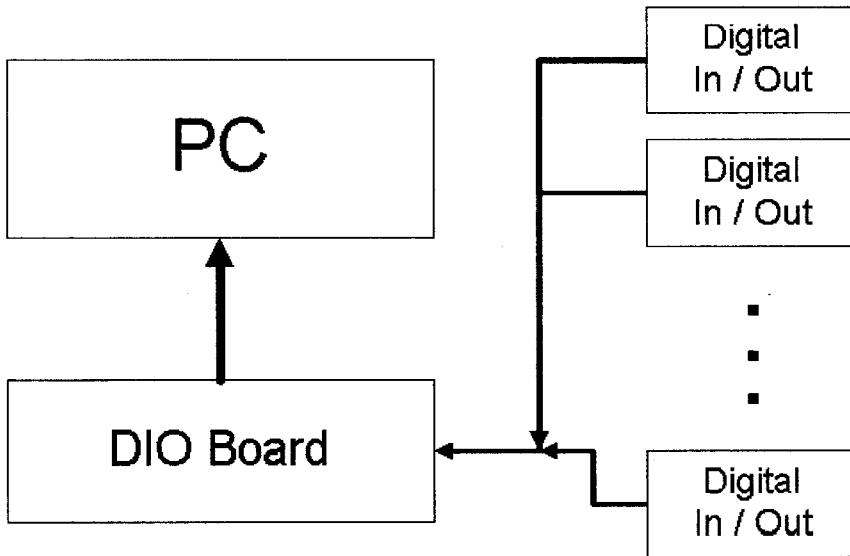 PC
DIO Board
Digital
In / Out
Digital
In / Out
Digital
In / Out